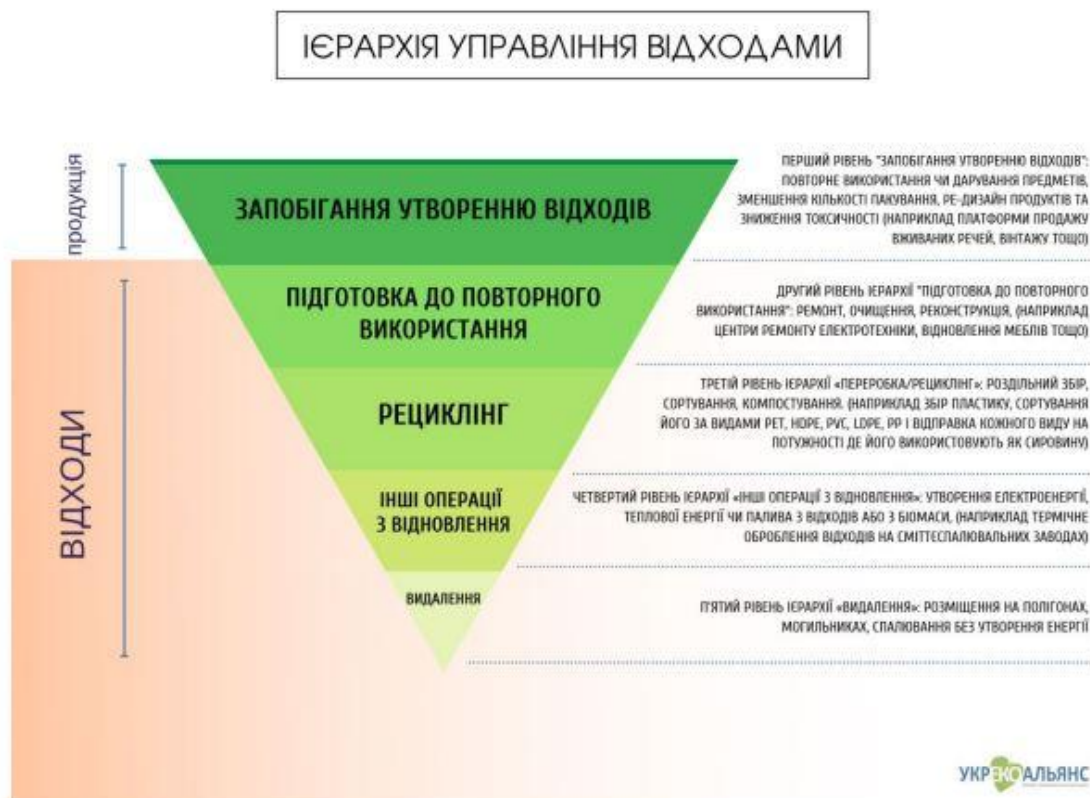 ІЄРАРХІЯ УПРАВЛІННЯ ВІДХОДАМИ
продукція
ВІДХОДИ
ЗАПОБІГАННЯ УТВОРЕННЮ ВІДХОДІВ
ПЕРШИЙ РІВЕНЬ "ЗАПОБІГАННЯ УТВОРЕННЮ ВІДХОДІВ":
ПОВТОРНЕ ВИКОРИСТАННЯ ЧИ ДАРУВАННЯ ПРЕДМЕТІВ,
ЗМЕНШЕННЯ КІЛЬКОСТІ ПАКУВАННЯ, РЕ-ДИЗАЙН ПРОДУКТІВ ТА
ЗНИЖЕННЯ ТОКСИЧНОСТІ (НАПРИКЛАД ПЛАТФОРМИ ПРОДАЖУ
ВЖИВАНИХ РЕЧЕЙ, ВІНТАЖУ ТОЩО)
ПІДГОТОВКА ДО ПОВТОРНОГО
ВИКОРИСТАННЯ
ДРУГИЙ РІВЕНЬ ІЄРАРХІЇ "ПІДГОТОВКА ДО ПОВТОРНОГО
ВИКОРИСТАННЯ": РЕМОНТ, ОЧИЩЕННЯ, РЕКОНСТРУКЦІЯ, (НАПРИКЛАД
ЦЕНТРИ РЕМОНТУ ЕЛЕКТРОТЕХНІКИ, ВІДНОВЛЕННЯ МЕБЛІВ ТОЩО)
РЕЦИКЛІНГ
ТРЕТІЙ РІВЕНЬ ІЄРАРХІЇ «ПЕРЕРОБКА/РЕЦИКЛІНГ»: РОЗДІЛЬНИЙ ЗБІР,
СОРТУВАННЯ, КОМПОСТУВАННЯ. (НАПРИКЛАД ЗБІР ПЛАСТИКУ, СОРТУВАННЯ
ЙОГО ЗА ВИДАМИ PET, HDPE, PVC, LDPE, PP І ВІДПРАВКА КОЖНОГО ВИДУ НА
ПОТУЖНОСТІ ДЕ ЙОГО ВИКОРИСТОВУЮТЬ ЯК СИРОВИНУ)
ІНШІ ОПЕРАЦІЇ
З ВІДНОВЛЕННЯ
ЧЕТВЕРТИЙ РІВЕНЬ ІЄРАРХІЇ «ІНШІ ОПЕРАЦІЇ З ВІДНОВЛЕННЯ»: УТВОРЕННЯ ЕЛЕКТРОЕНЕРГІЇ,
ТЕПЛОВОЇ ЕНЕРГІЇ ЧИ ПАЛИВА З ВІДХОДІВ АБО З БІОМАСИ, (НАПРИКЛАД ТЕРМІЧНЕ
ОБРОБЛЕННЯ ВІДХОДІВ НА СМІТТЄСПАЛЮВАЛЬНИХ ЗАВОДАХ)
ВИДАЛЕННЯ
П'ЯТИЙ РІВЕНЬ ІЄРАРХІЇ «ВИДАЛЕННЯ»: РОЗМІЩЕННЯ НА ПОЛІГОНАХ,
МОГИЛЬНИКАХ, СПАЛЮВАННЯ БЕЗ УТВОРЕННЯ ЕНЕРГІЇ
УКРЕКОАЛЬЯНС